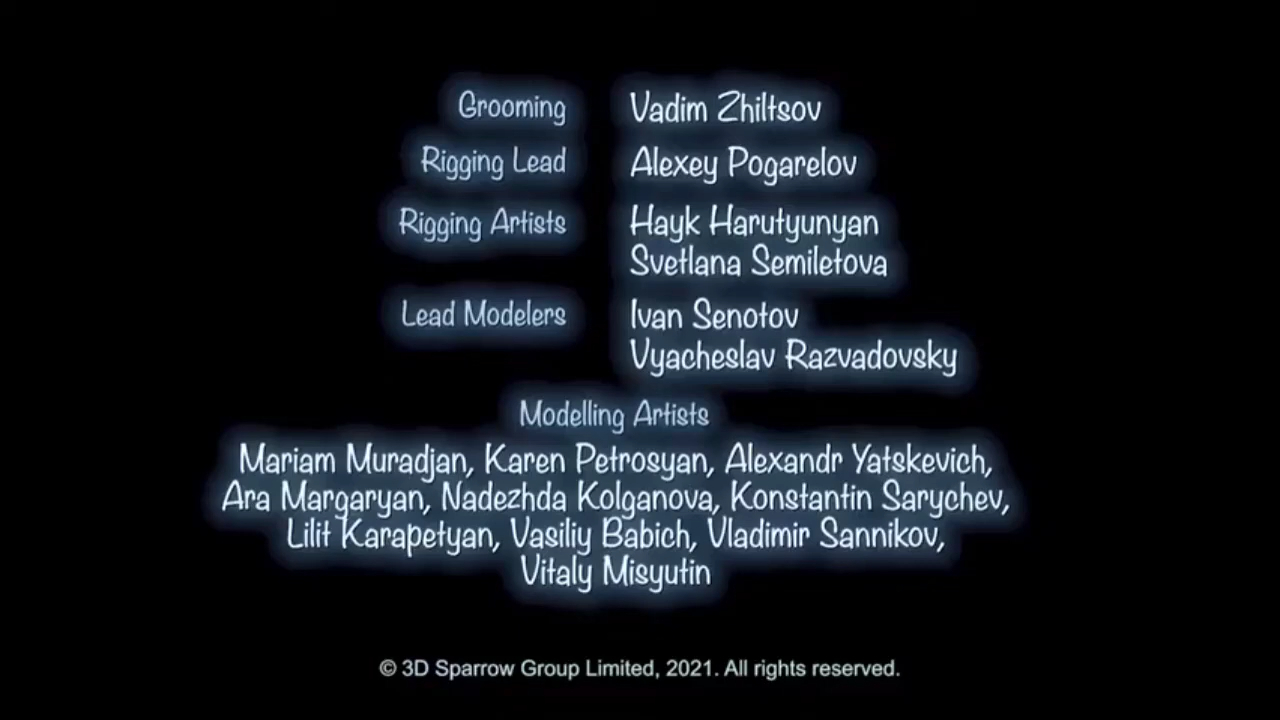 Grooming Vadim Zhiltsov
Rigging Lead Alexey Pogarelov
Rigging Artists Hayk Harutyunyan
Svetlana Semiletova
Lead Modelers Ivan Senotov
Vyacheslav Razvadovsky
Modelling Artists
Mariam Muradjan, Karen Petrosyan, Alexandr Yatskevich,
Ara Margaryan, Nadezhda Kolganova, Konstantin Sarychev,
Lilit Karapetyan, Vasiliy Babich, Vladimir Sannikov,
Vitaly Misyutin
© 3D Sparrow Group Limited, 2021. All rights reserved.